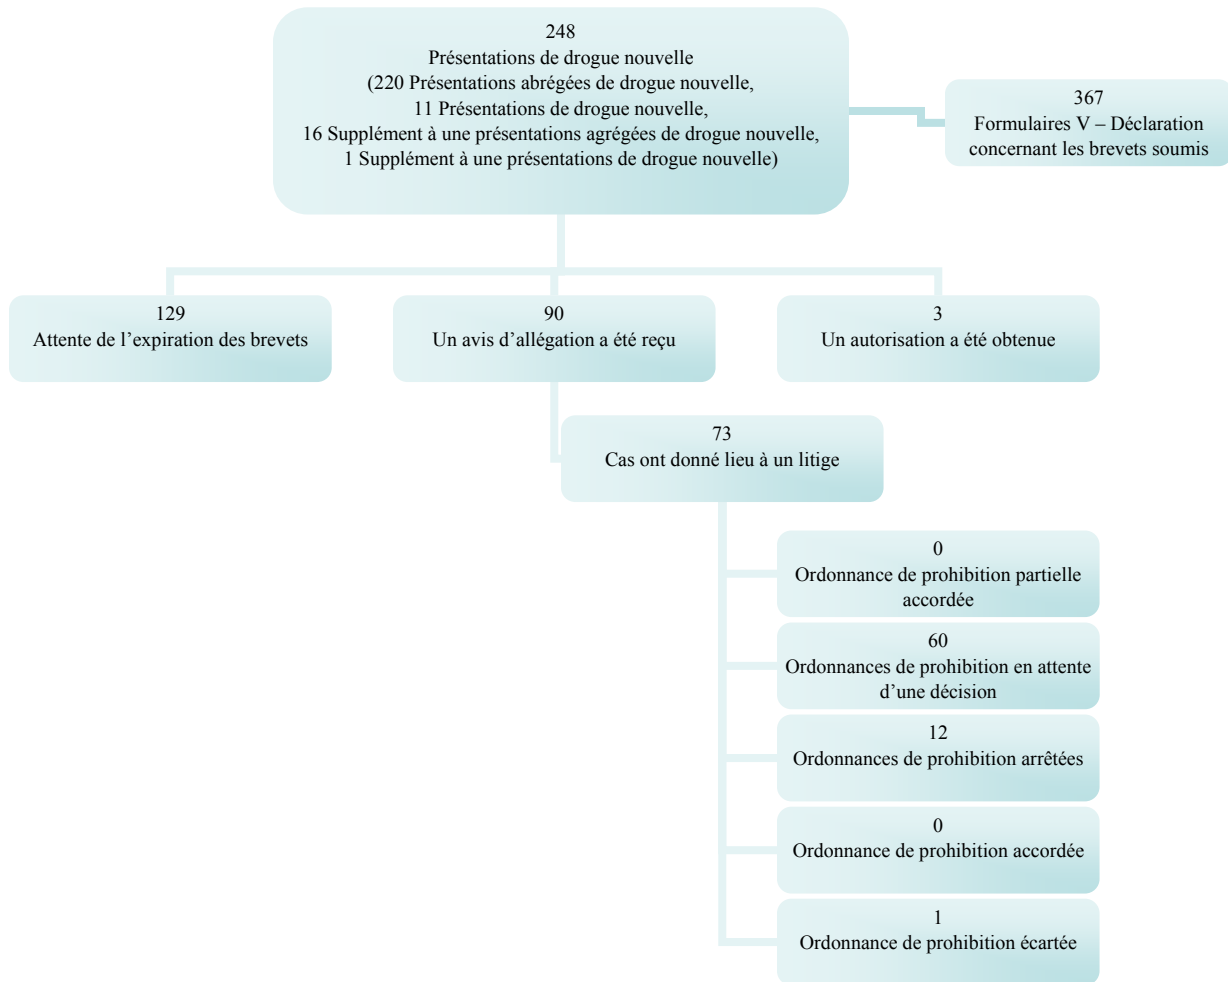 248
Présentations de drogue nouvelle
(220 Présentations abrégées de drogue nouvelle,
11 Présentations de drogue nouvelle,
16 Supplément à une présentations agrégées de drogue nouvelle,
1 Supplément à une présentations de drogue nouvelle)
367
Formulaires V – Déclaration
concernant les brevets soumis
129
Attente de l’expiration des brevets
90
Un avis d’allégation a été reçu
3
Un autorisation a été obtenue
73
Cas ont donné lieu à un litige
0
Ordonnance de prohibition partielle
accordée
60
Ordonnances de prohibition en attente
d’une décision
12
Ordonnances de prohibition arrêtées
0
Ordonnance de prohibition accordée
1
Ordonnance de prohibition écartée